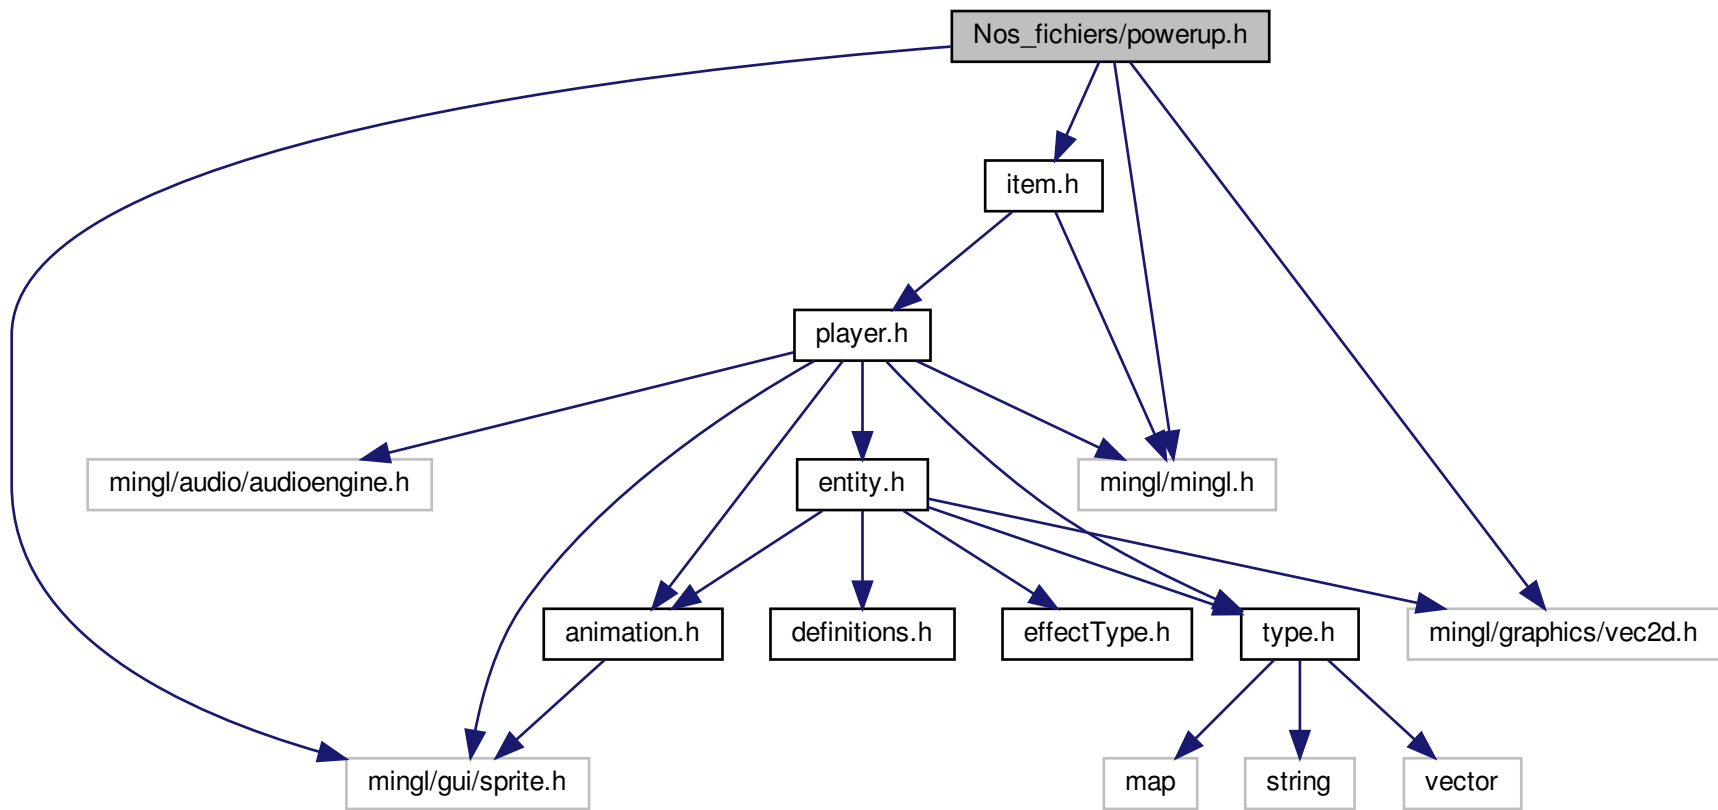 Nos_fichiers/powerup.h
item.h
player.h
mingl/audio/audioengine.h
entity.h
mingl/mingl.h
animation.h
definitions.h
effectType.h
type.h
mingl/graphics/vec2d.h
mingl/gui/sprite.h
map
string
vector